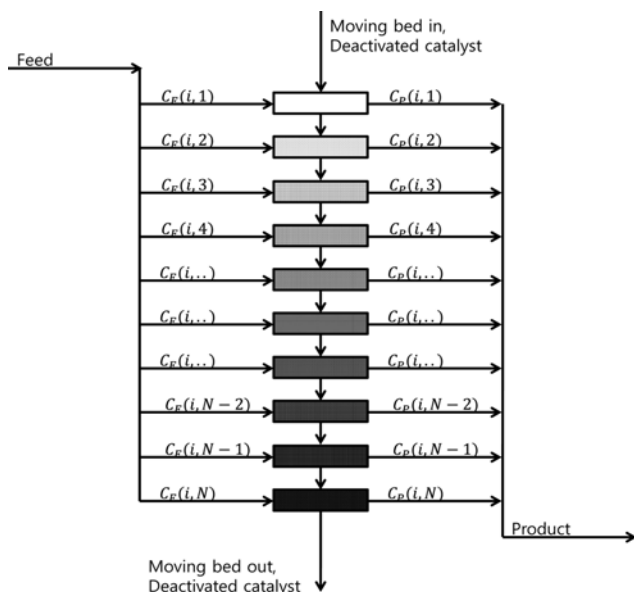 Moving bed in,
Deactivated catalyst
Feed
C_F(i, 1) C_P(i, 1)
C_F(i, 2) C_P(i, 2)
C_F(i, 3) C_P(i, 3)
C_F(i, 4) C_P(i, 4)
C_F(i, ..) C_P(i, ..)
C_F(i, ..) C_P(i, ..)
C_F(i, ..) C_P(i, ..)
C_F(i, N − 2) C_P(i, N − 2)
C_F(i, N − 1) C_P(i, N − 1)
C_F(i, N) C_P(i, N)
Product
Moving bed out,
Deactivated catalyst